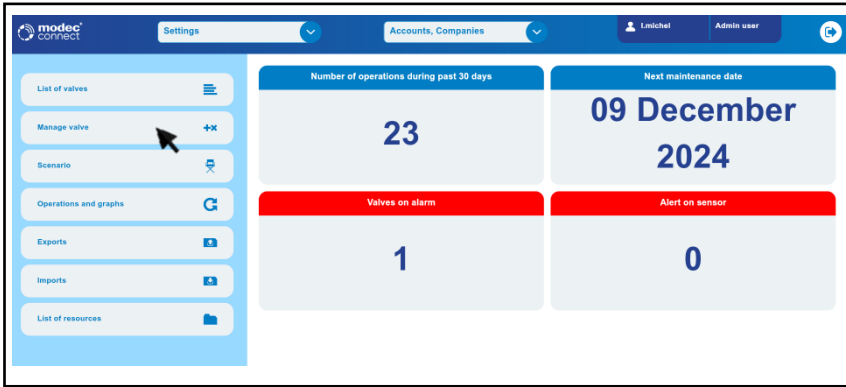 modec
connect
Settings
Accounts, Companies
l.michel
Admin user
List of valves
Manage valve
Scenario
Operations and graphs
Exports
Imports
List of resources
Number of operations during past 30 days
23
Next maintenance date
09 December
2024
Valves on alarm
1
Alert on sensor
0